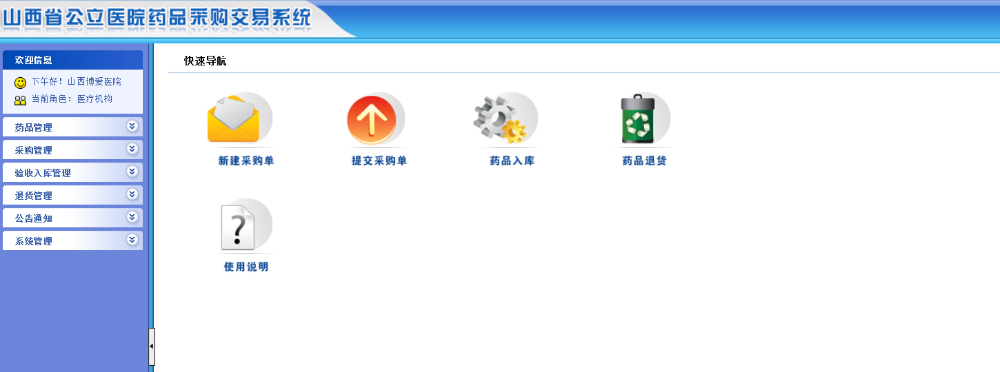 山西省公立医院药品采购交易系统
欢迎信息
下午好！山西博爱医院
当前角色：医疗机构
药品管理
采购管理
验收入库管理
退货管理
公告通知
系统管理
快速导航
新建采购单
提交采购单
药品入库
药品退货
?
使用说明